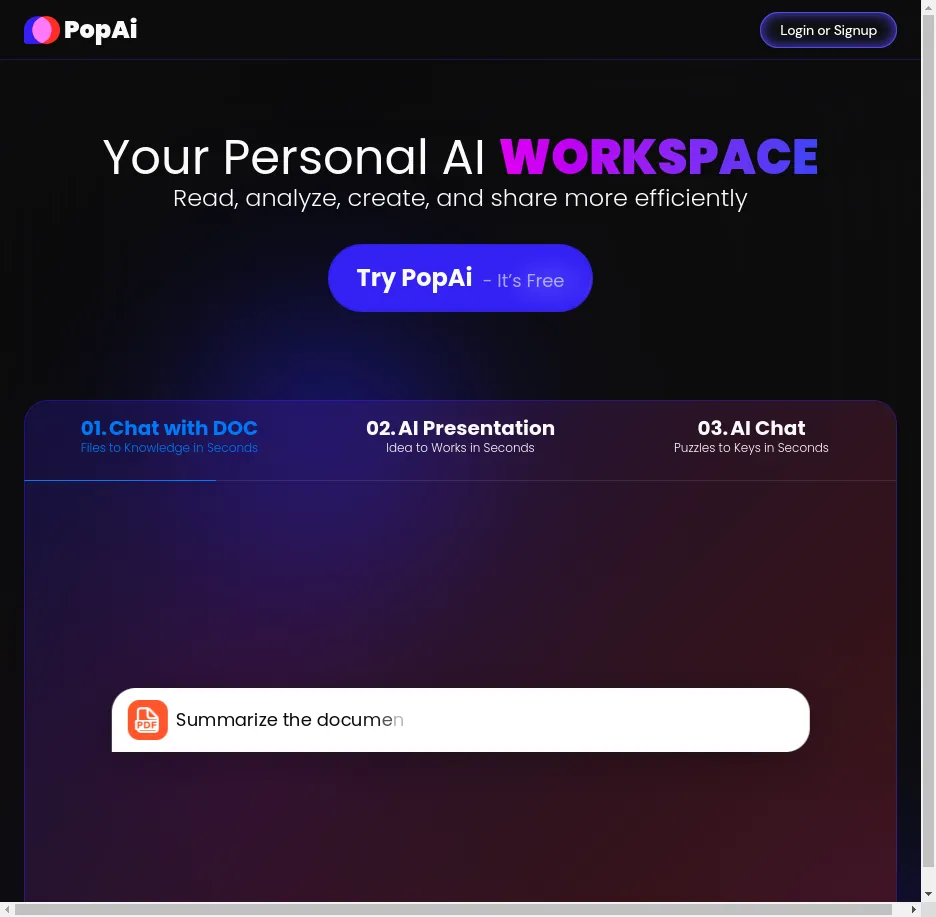 PopAi
Login or Signup
Your Personal AI WORKSPACE
Read, analyze, create, and share more efficiently
Try PopAi - It’s Free
01. Chat with DOC
Files to Knowledge in Seconds
02. AI Presentation
Idea to Works in Seconds
03. AI Chat
Puzzles to Keys in Seconds
PDF
Summarize the documen